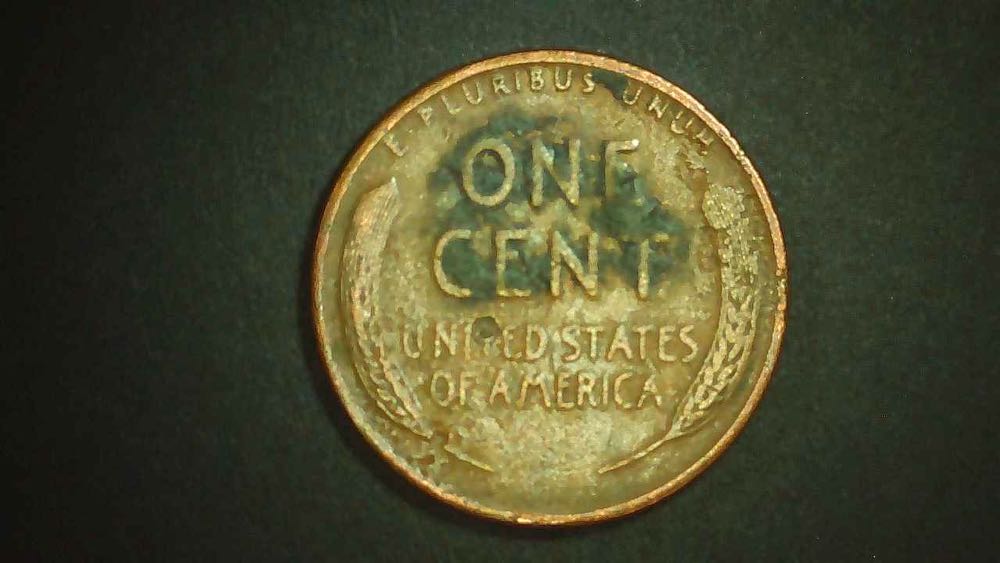 E·PLURIBUS UNUM
ONE
CENT
UNITED STATES
OF AMERICA